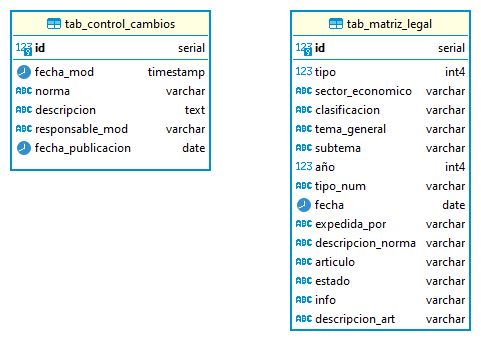 tab_control_cambios
123 id serial
fecha_mod timestamp
ABC norma varchar
ABC descripcion text
ABC responsable_mod varchar
fecha_publicacion date
tab_matriz_legal
123 id serial
123 tipo int4
ABC sector_economico varchar
ABC clasificacion varchar
ABC tema_general varchar
ABC subtema varchar
123 año int4
ABC tipo_num varchar
fecha date
ABC expedida_por varchar
ABC descripcion_norma varchar
ABC articulo varchar
ABC estado varchar
ABC info varchar
ABC descripcion_art varchar